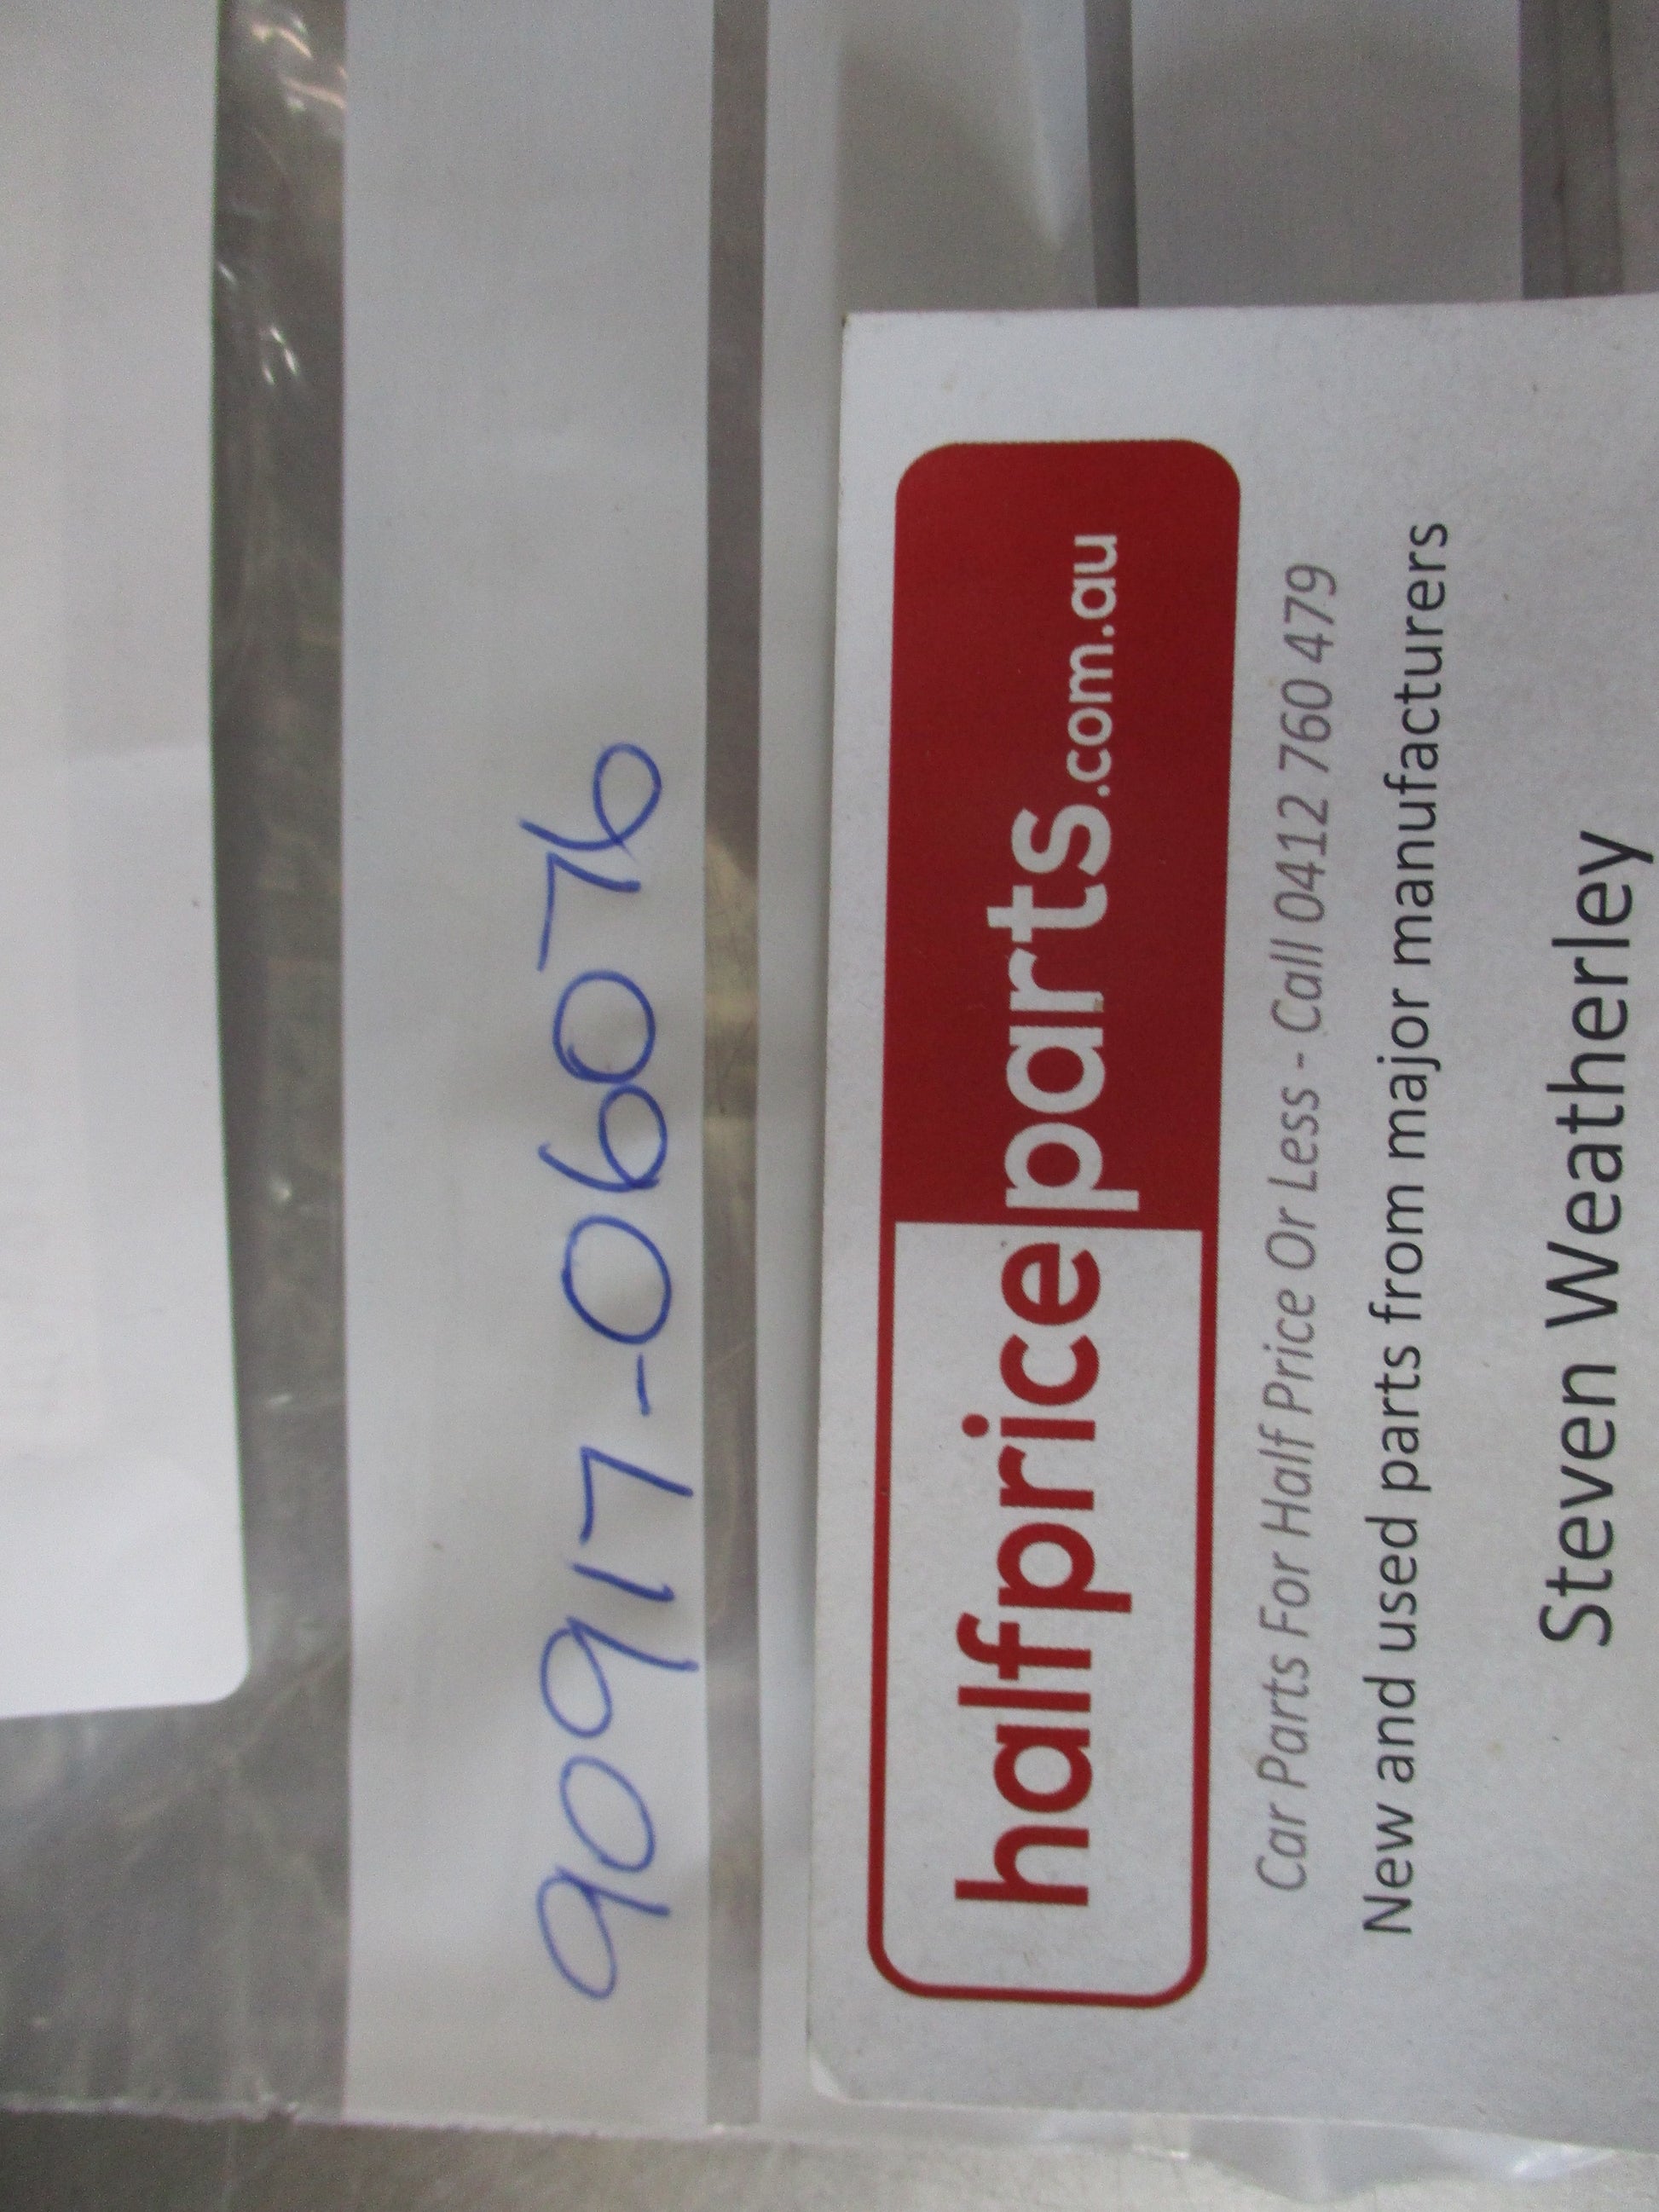 90917-06076
halfpriceparts.com.au
Car Parts For Half Price Or Less - Call 0412 760 479
New and used parts from major manufacturers
Steven Weatherley